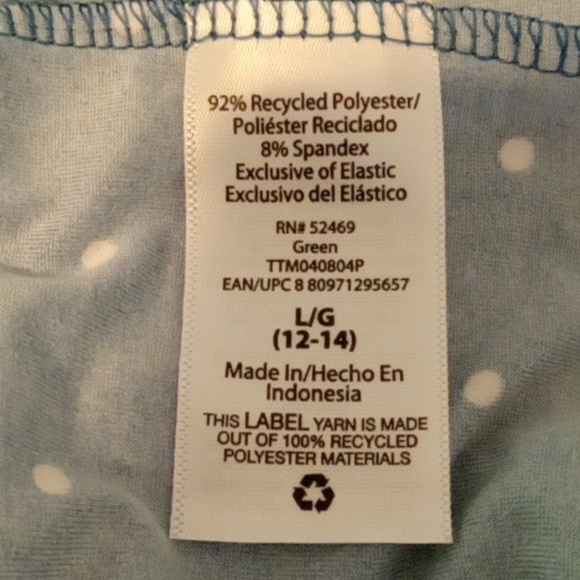 92% Recycled Polyester/
Poliéster Reciclado
8% Spandex
Exclusive of Elastic
Exclusivo del Elástico
RN# 52469
Green
TTM040804P
EAN/UPC 8 80971295657
L/G
(12-14)
Made In/Hecho En
Indonesia
THIS LABEL YARN IS MADE
OUT OF 100% RECYCLED
POLYESTER MATERIALS